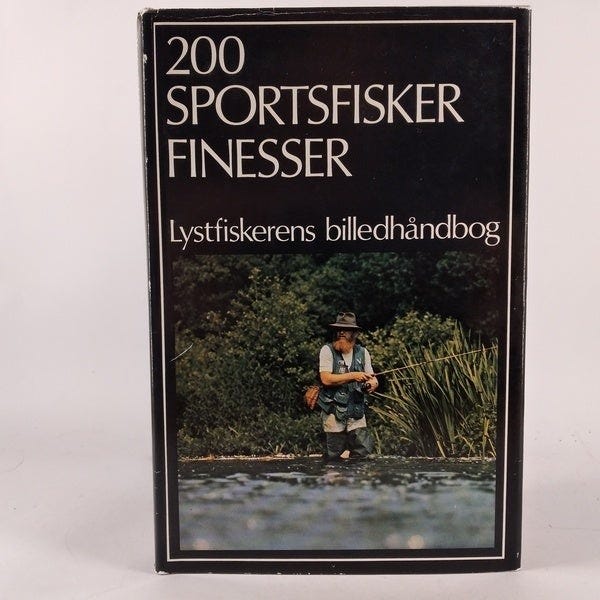 200
SPORTSFISKER
FINESSER
Lystfiskerens billedhåndbog